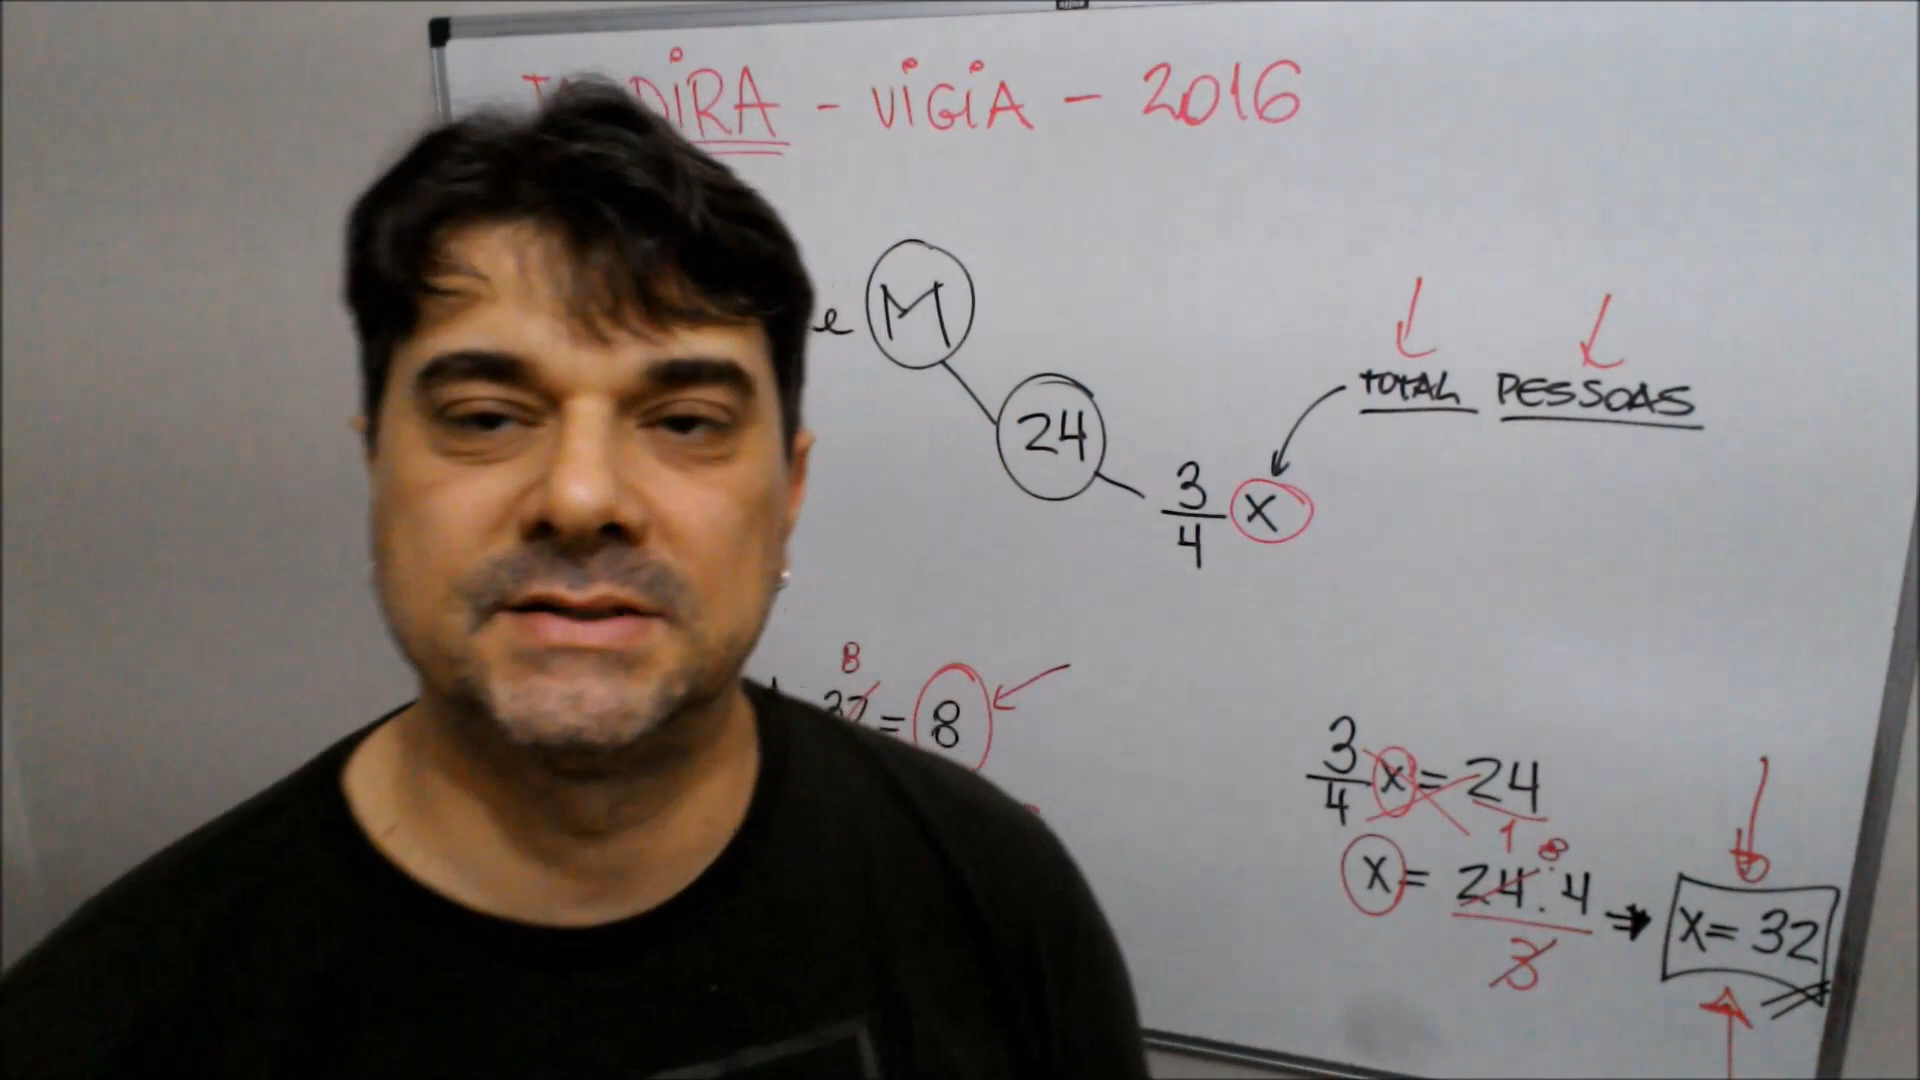 DiRA - ViGiA - 2016
e M
24
TOTAL PESSOAS
3/4 x
8
32 = 8
3/4 x = 24
1
8
x = 24 . 4 / 3 ⇒ x = 32